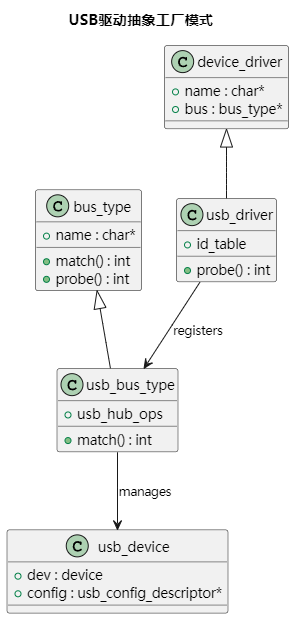 USB驱动抽象工厂模式
C device_driver
name : char*
bus : bus_type*
C bus_type
name : char*
match() : int
probe() : int
C usb_driver
id_table
probe() : int
registers
C usb_bus_type
usb_hub_ops
match() : int
manages
C usb_device
dev : device
config : usb_config_descriptor*